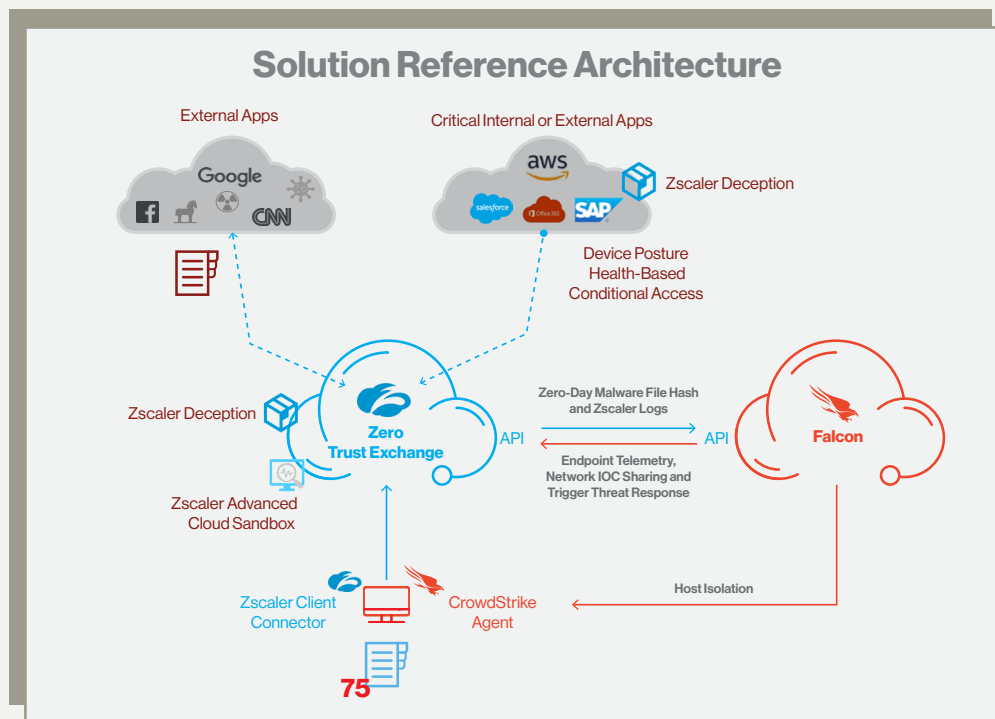 Solution Reference Architecture
External Apps
Critical Internal or External Apps
Google
CNN
aws
salesforce
Office 365
SAP
Zscaler Deception
Device Posture
Health-Based
Conditional Access
Zscaler Deception
Zero
Trust Exchange
API
Zero-Day Malware File Hash
and Zscaler Logs
Endpoint Telemetry,
Network IOC Sharing and
Trigger Threat Response
API
Falcon
Zscaler Advanced
Cloud Sandbox
Zscaler Client
Connector
CrowdStrike
Agent
Host Isolation
75